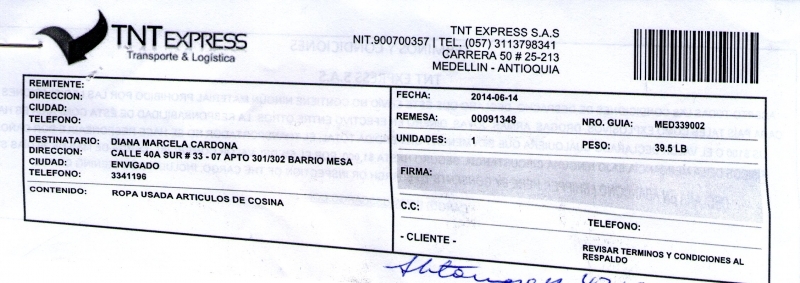 TNT EXPRESS
Transporte & Logística
TNT EXPRESS S.A.S
NIT.900700357 | TEL. (057) 3113798341
CARRERA 50 # 25-213
MEDELLIN - ANTIOQUIA
REMITENTE:
DIRECCION:
CIUDAD:
TELEFONO:
DESTINATARIO: DIANA MARCELA CARDONA
DIRECCION: CALLE 40A SUR # 33 - 07 APTO 301/302 BARRIO MESA
CIUDAD: ENVIGADO
TELEFONO: 3341196
CONTENIDO: ROPA USADA ARTICULOS DE COSINA
FECHA: 2014-06-14
REMESA: 00091348 NRO. GUIA: MED339002
UNIDADES: 1 PESO: 39.5 LB
FIRMA:
C.C: TELEFONO:
- CLIENTE - REVISAR TERMINOS Y CONDICIONES AL
RESPALDO